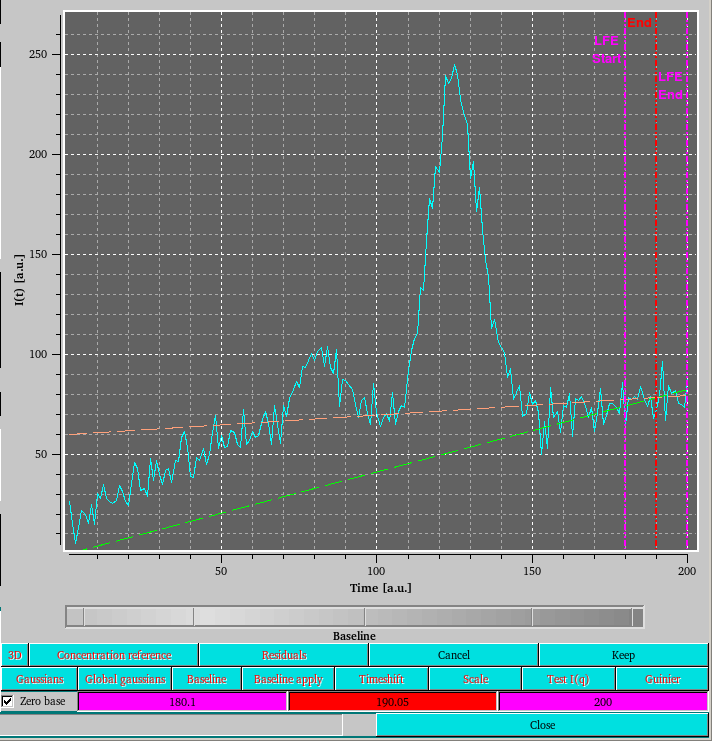 End
LFE
Start
LFE
End
250
200
150
100
50
I(t) [a.u.]
50
100
150
200
Time [a.u.]
Baseline
3D
Concentration reference
Residuals
Cancel
Keep
Gaussians
Global gaussians
Baseline
Baseline apply
Timeshift
Scale
Test I(q)
Guinier
Zero base
180.1
190.05
200
Close